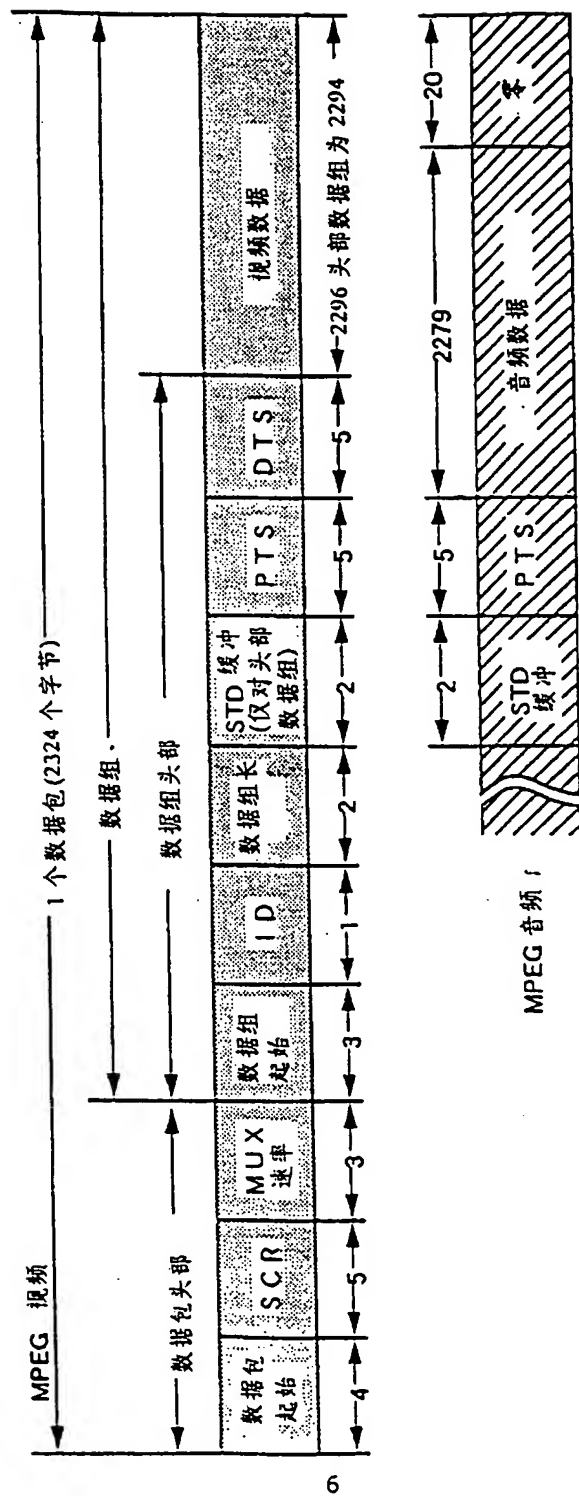 MPEG 视频
1 个数据包(2324 个字节)
数据组、
数据包头部
数据组头部
数据包
起始
SCR
MUX
速率
数据组
起始
ID
数据组长
STD 缓冲
(仅对头部
数据组)
PTS
DTS
视频数据
4
5
3
3
1
2
2
5
5
2296 头部数据组为 2294
2
5
2279
20
STD
缓冲
PTS
音频数据
零
MPEG 音频
6